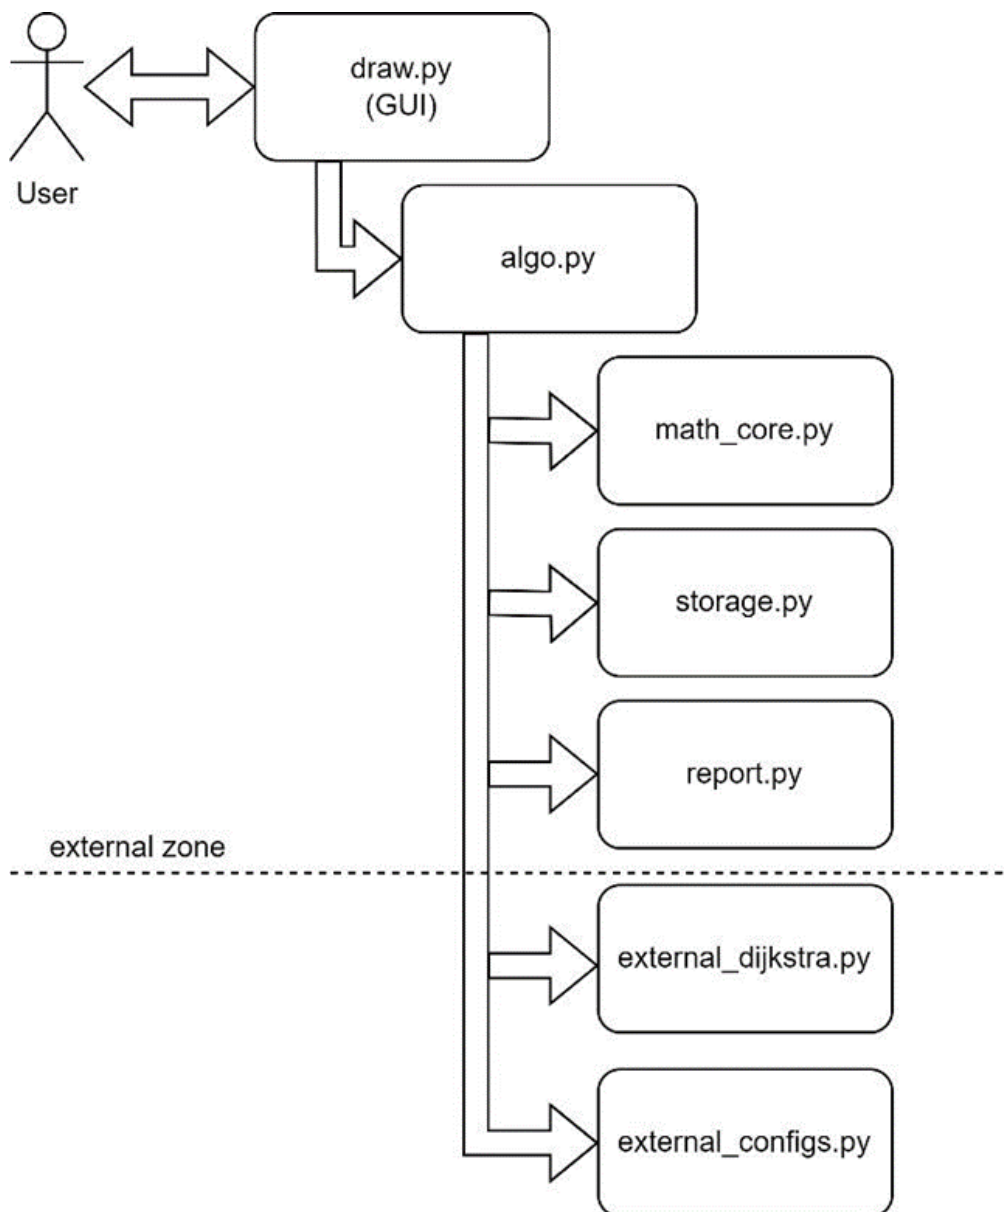 draw.py
(GUI)
User
algo.py
math_core.py
storage.py
report.py
external zone
external_dijkstra.py
external_configs.py